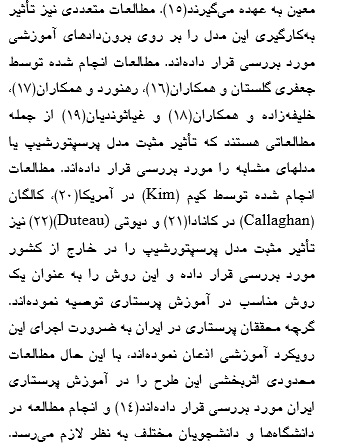 معین به عهده می‌گیرند(۱۵). مطالعات متعددی نیز تأثیر
به‌کارگیری این مدل را بر روی برون‌دادهای آموزشی
مورد بررسی قرار داده‌اند. مطالعات انجام شده توسط
جعفری گلستان و همکاران(۱۶)، رهنورد و همکاران(۱۷)،
خلیفه‌زاده و همکاران(۱۸) و غیاثوندیان(۱۹) از جمله
مطالعاتی هستند که تأثیر مثبت مدل پرسپتورشیپ یا
مدلهای مشابه را مورد بررسی قرار داده‌اند. مطالعات
انجام شده توسط کیم (Kim) در آمریکا(۲۰)، کالگان
(Callaghan) در کانادا(۲۱) و دیوتی (Duteau)(۲۲) نیز
تأثیر مثبت مدل پرسپتورشیپ را در خارج از کشور
مورد بررسی قرار داده و این روش را به عنوان یک
روش مناسب در آموزش پرستاری توصیه نموده‌اند.
گرچه محققان پرستاری در ایران به ضرورت اجرای این
رویکرد آموزشی اذعان نموده‌اند، با این حال مطالعات
محدودی اثربخشی این طرح را در آموزش پرستاری
ایران مورد بررسی قرار داده‌اند(۱۴) و انجام مطالعه در
دانشگاه‌ها و دانشجویان مختلف به نظر لازم می‌رسد.